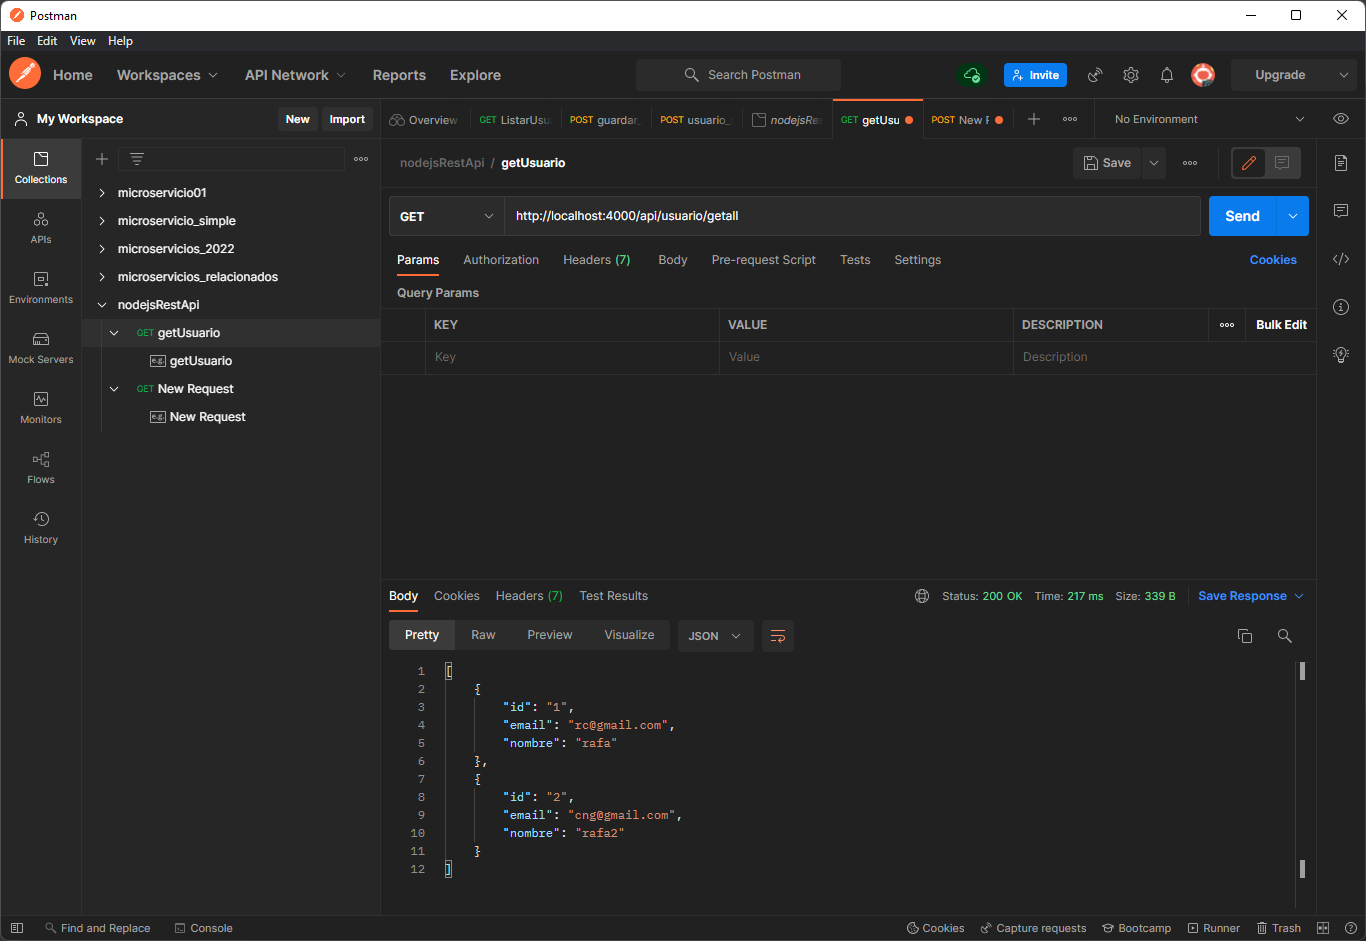 Postman
File Edit View Help
Home Workspaces API Network Reports Explore Search Postman Invite Upgrade
My Workspace New Import
Overview GET ListarUsu POST guardar_ POST usuario_ nodejsRes GET getUsu POST New R No Environment
Collections
APIs
Environments
Mock Servers
Monitors
Flows
History
microservicio01
microservicio_simple
microservicios_2022
microservicios_relacionados
nodejsRestApi
GET getUsuario
e.g. getUsuario
GET New Request
e.g. New Request
nodejsRestApi / getUsuario Save
GET http://localhost:4000/api/usuario/getall Send
Params Authorization Headers (7) Body Pre-request Script Tests Settings Cookies
Query Params
KEY VALUE DESCRIPTION Bulk Edit
Key Value Description
Body Cookies Headers (7) Test Results Status: 200 OK Time: 217 ms Size: 339 B Save Response
Pretty Raw Preview Visualize JSON
1 [
2 {
3 "id": "1",
4 "email": "rc@gmail.com",
5 "nombre": "rafa"
6 },
7 {
8 "id": "2",
9 "email": "cng@gmail.com",
10 "nombre": "rafa2"
11 }
12 ]
Find and Replace Console Cookies Capture requests Bootcamp Runner Trash